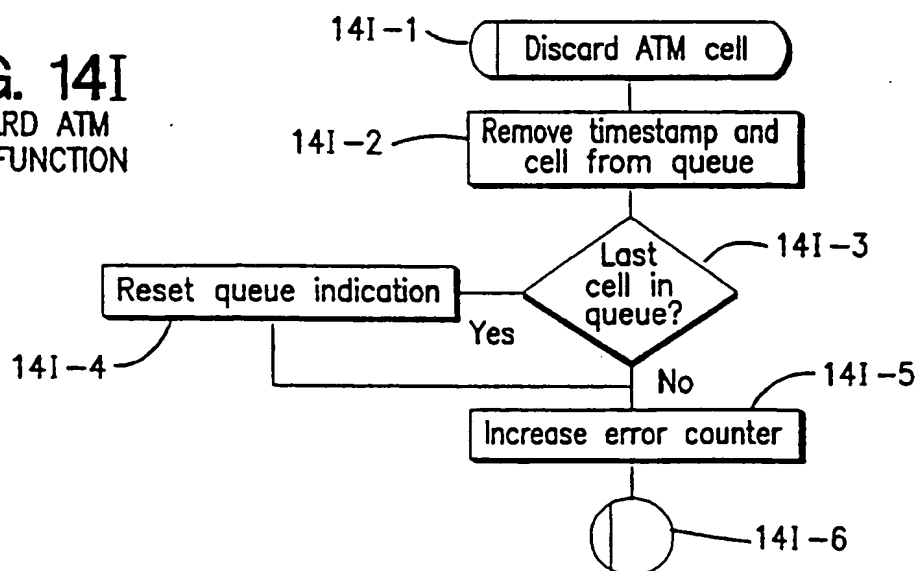 14I
ATM
FUNCTION
14I-1
Discard ATM cell
14I-2
Remove timestamp and
cell from queue
Last
cell in
queue?
14I-3
Reset queue indication
Yes
14I-4
No
14I-5
Increase error counter
14I-6